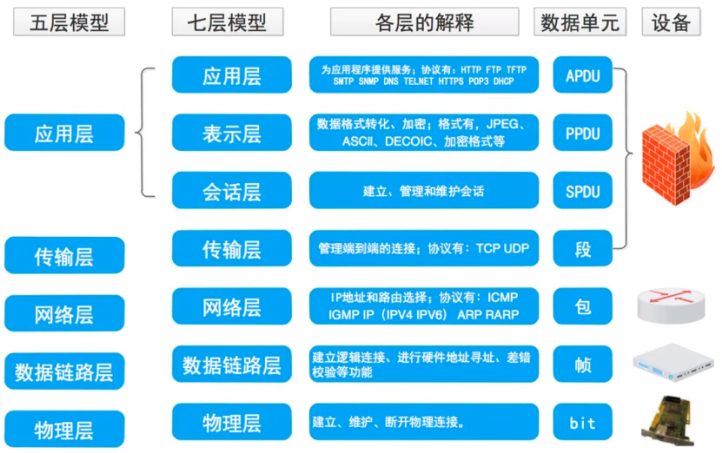 五层模型
七层模型
各层的解释
数据单元
设备
应用层
应用层
为应用程序提供服务；协议有：HTTP FTP TFTP
SMTP SNMP DNS TELNET HTTPS POP3 DHCP
APDU
表示层
数据格式转化、加密；格式有，JPEG、
ASCII、DECOIC、加密格式等
PPDU
会话层
建立、管理和维护会话
SPDU
传输层
传输层
管理端到端的连接；协议有：TCP UDP
段
网络层
网络层
IP地址和路由选择；协议有：ICMP
IGMP IP（IPV4 IPV6） ARP RARP
包
数据链路层
数据链路层
建立逻辑连接、进行硬件地址寻址、差错
校验等功能
帧
物理层
物理层
建立、维护、断开物理连接。
bit